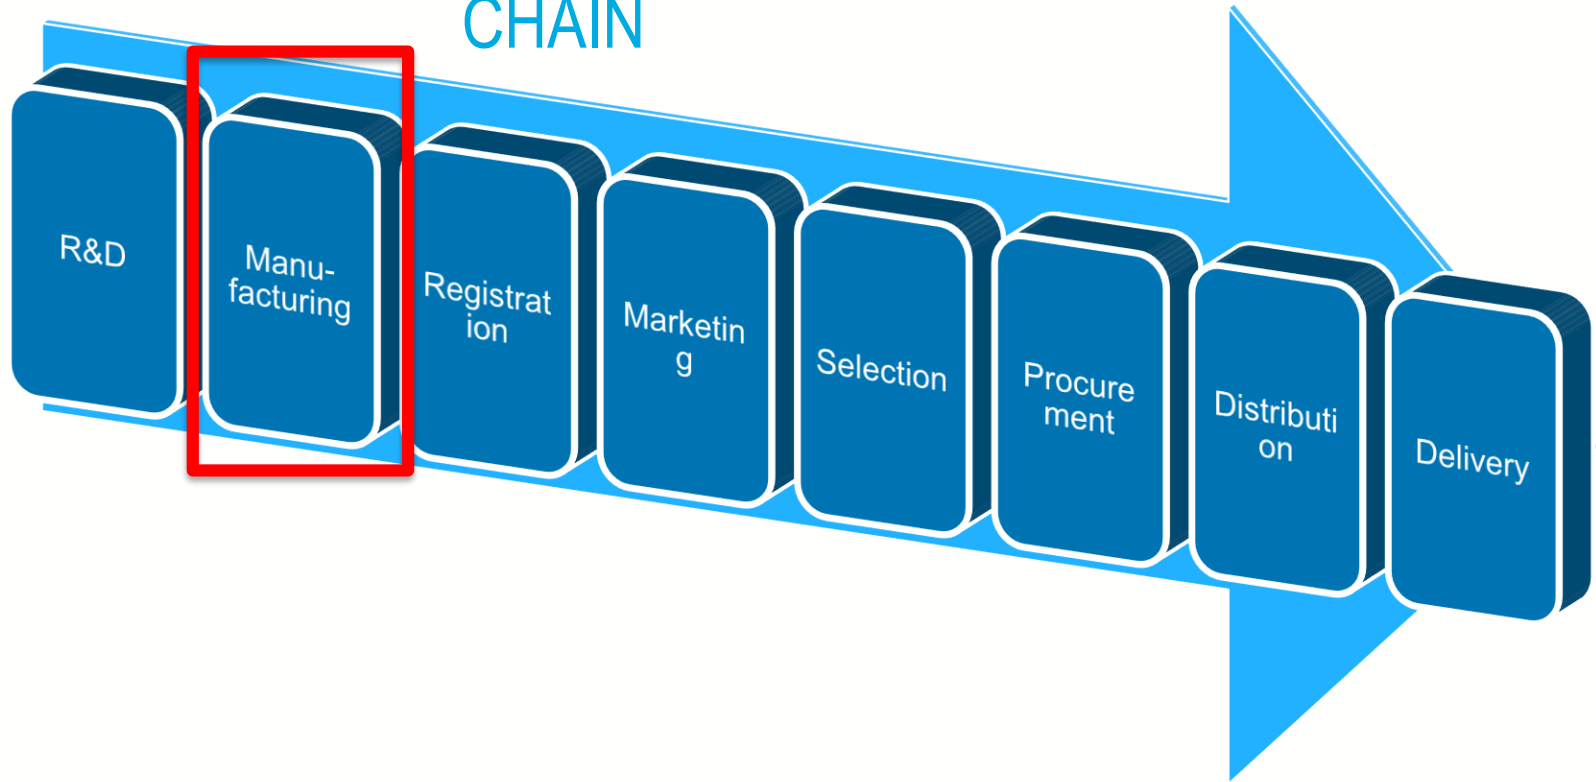 CHAIN
R&D
Manu-
facturing
Registrat
ion
Marketin
g
Selection
Procure
ment
Distributi
on
Delivery